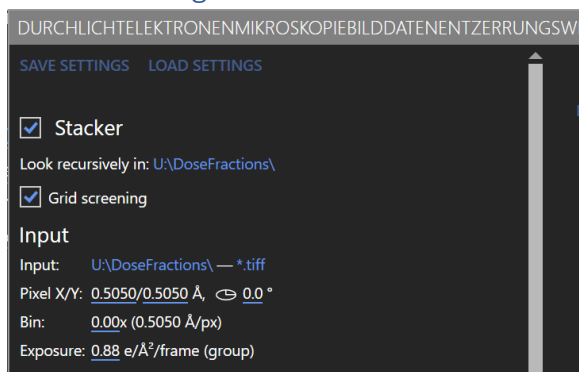 DURCHLICHTELEKTRONENMIKROSKOPIEBILDDATENENTZERRUNGSW
SAVE SETTINGS LOAD SETTINGS
Stacker
Look recursively in: U:\DoseFractions\
Grid screening
Input
Input: U:\DoseFractions\ — *.tiff
Pixel X/Y: 0.5050/0.5050 Å, 0.0 °
Bin: 0.00x (0.5050 Å/px)
Exposure: 0.88 e/Å²/frame (group)